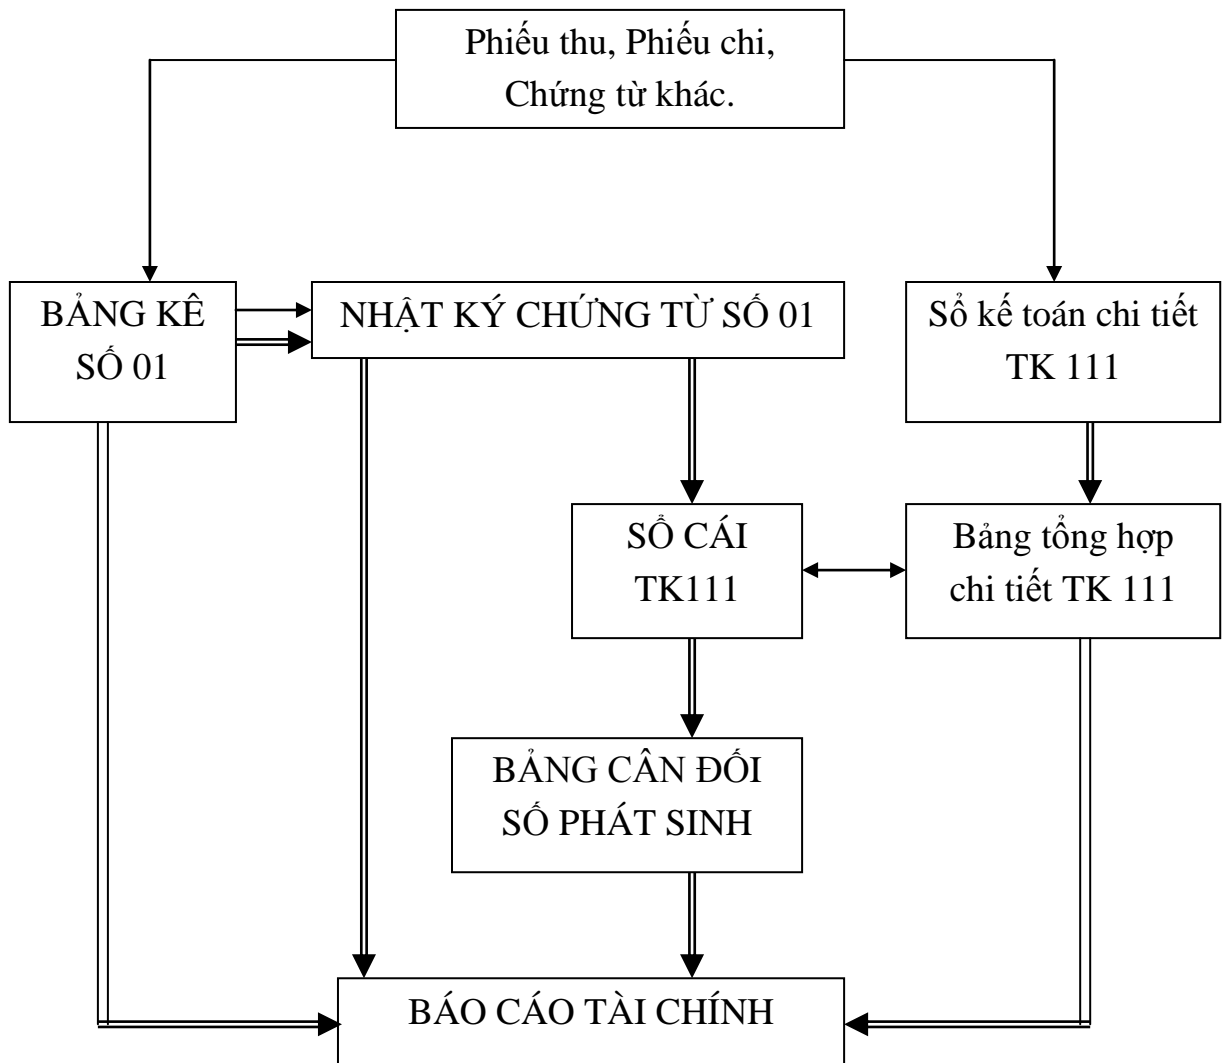 Phiếu thu, Phiếu chi,
Chứng từ khác.
BẢNG KÊ
SỐ 01
NHẬT KÝ CHỨNG TỪ SỐ 01
Sổ kế toán chi tiết
TK 111
SỔ CÁI
TK111
Bảng tổng hợp
chi tiết TK 111
BẢNG CÂN ĐỐI
SỐ PHÁT SINH
BÁO CÁO TÀI CHÍNH